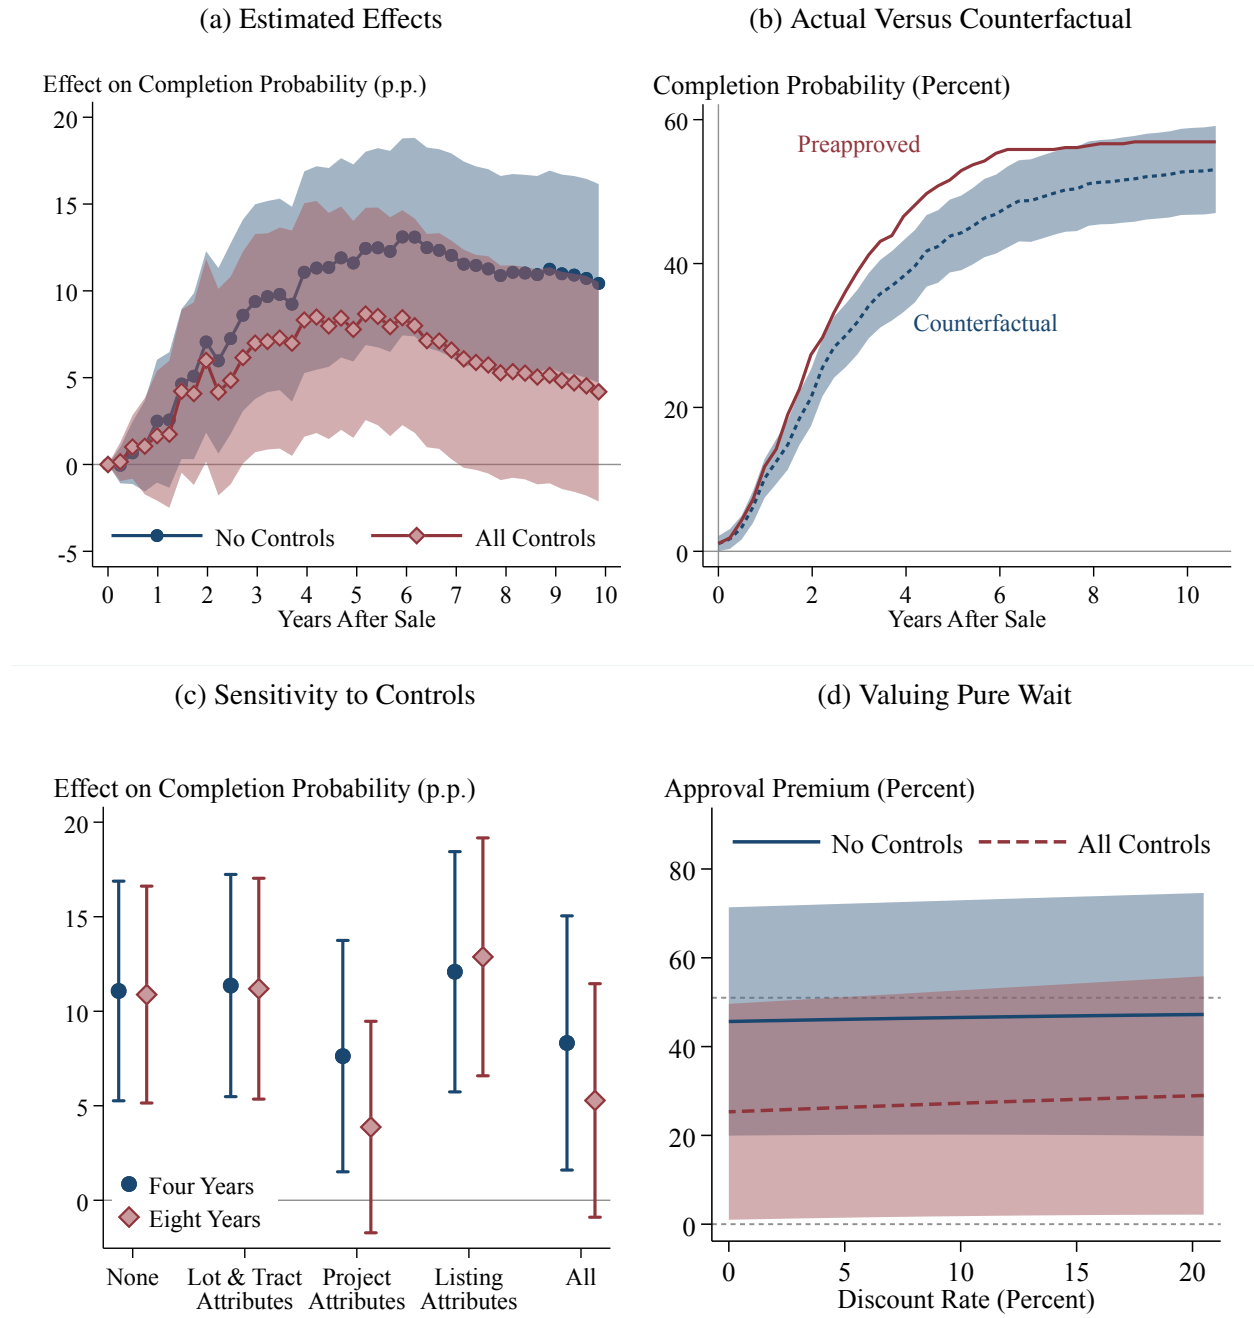 (a) Estimated Effects
Effect on Completion Probability (p.p.)
20
15
10
5
0
-5
No Controls
All Controls
0 1 2 3 4 5 6 7 8 9 10
Years After Sale
(b) Actual Versus Counterfactual
Completion Probability (Percent)
60
40
20
0
Preapproved
Counterfactual
0 2 4 6 8 10
Years After Sale
(c) Sensitivity to Controls
Effect on Completion Probability (p.p.)
20
15
10
5
0
Four Years
Eight Years
None
Lot & Tract
Attributes
Project
Attributes
Listing
Attributes
All
(d) Valuing Pure Wait
Approval Premium (Percent)
No Controls
All Controls
80
60
40
20
0
0 5 10 15 20
Discount Rate (Percent)